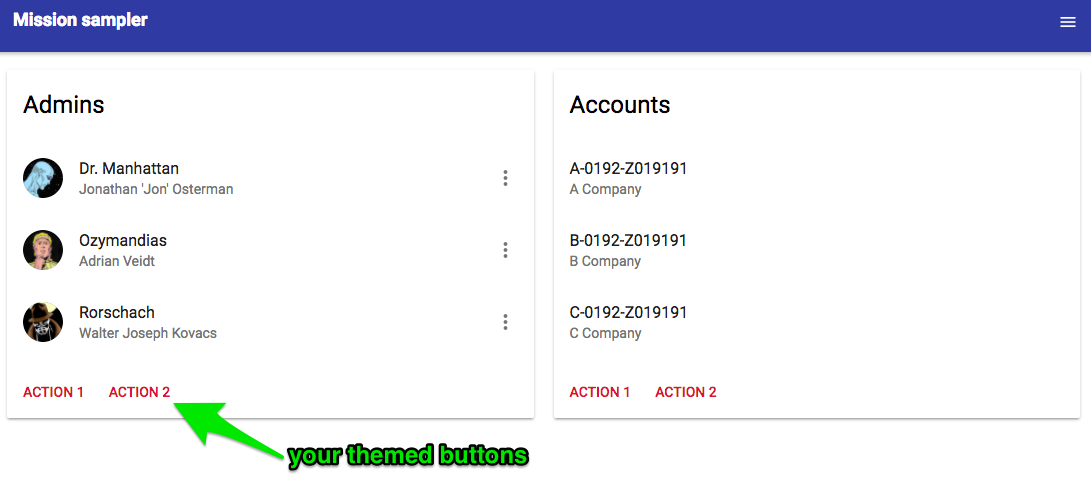 Mission sampler
Admins
Dr. Manhattan
Jonathan 'Jon' Osterman
Ozymandias
Adrian Veidt
Rorschach
Walter Joseph Kovacs
ACTION 1 ACTION 2
Accounts
A-0192-Z019191
A Company
B-0192-Z019191
B Company
C-0192-Z019191
C Company
ACTION 1 ACTION 2
your themed buttons